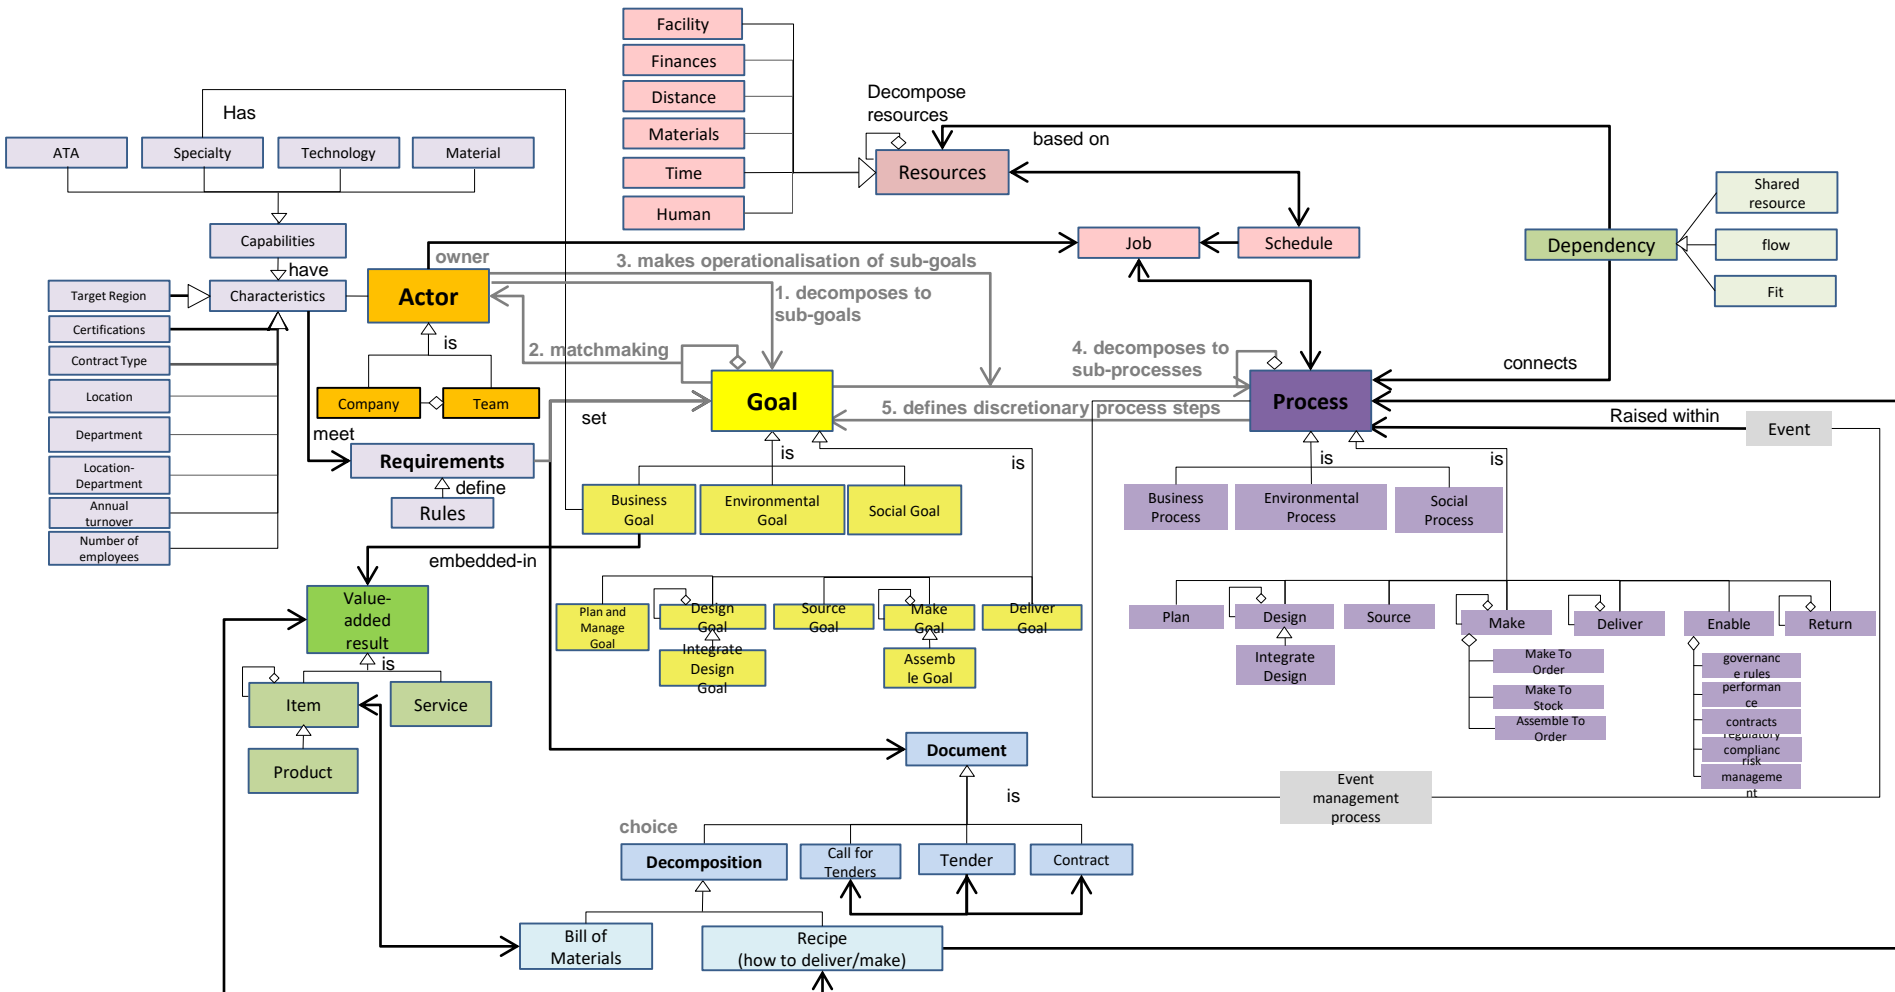 Facility
Finances
Distance
Materials
Time
Human
Decompose
resources
Resources
based on
Has
ATA
Specialty
Technology
Material
Capabilities
have
Characteristics
Target Region
Certifications
Contract Type
Location
Department
Location-
Department
Annual
turnover
Number of
employees
owner
Actor
is
Company
Team
meet
Requirements
define
Rules
Job
Schedule
Dependency
Shared
resource
flow
Fit
connects
3. makes operationalisation of sub-goals
1. decomposes to
sub-goals
2. matchmaking
4. decomposes to
sub-processes
5. defines discretionary process steps
set
Goal
is
is
Business
Goal
Environmental
Goal
Social Goal
Plan and
Manage
Goal
Design
Goal
Integrate
Design
Goal
Source
Goal
Make
Goal
Assemb
le Goal
Deliver
Goal
Process
Raised within
Event
is
is
Business
Process
Environmental
Process
Social
Process
Plan
Design
Integrate
Design
Source
Make
Make To
Order
Make To
Stock
Assemble To
Order
Deliver
Enable
governanc
e rules
performan
ce
contracts
regulatory
complianc
risk
manageme
nt
Return
Event
management
process
embedded-in
Value-
added
result
is
Item
Service
Product
Document
is
choice
Decomposition
Call for
Tenders
Tender
Contract
Bill of
Materials
Recipe
(how to deliver/make)